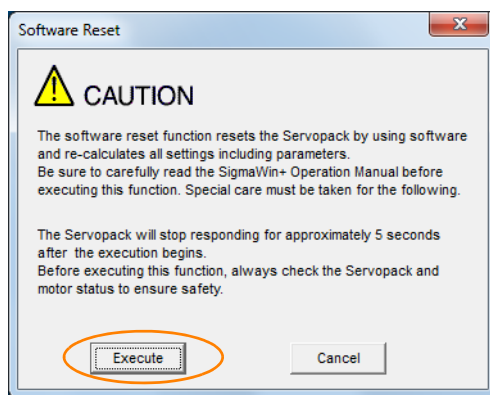 Software Reset
CAUTION
The software reset function resets the Servopack by using software
and re-calculates all settings including parameters.
Be sure to carefully read the SigmaWin+ Operation Manual before
executing this function. Special care must be taken for the following.
The Servopack will stop responding for approximately 5 seconds
after the execution begins.
Before executing this function, always check the Servopack and
motor status to ensure safety.
Execute
Cancel